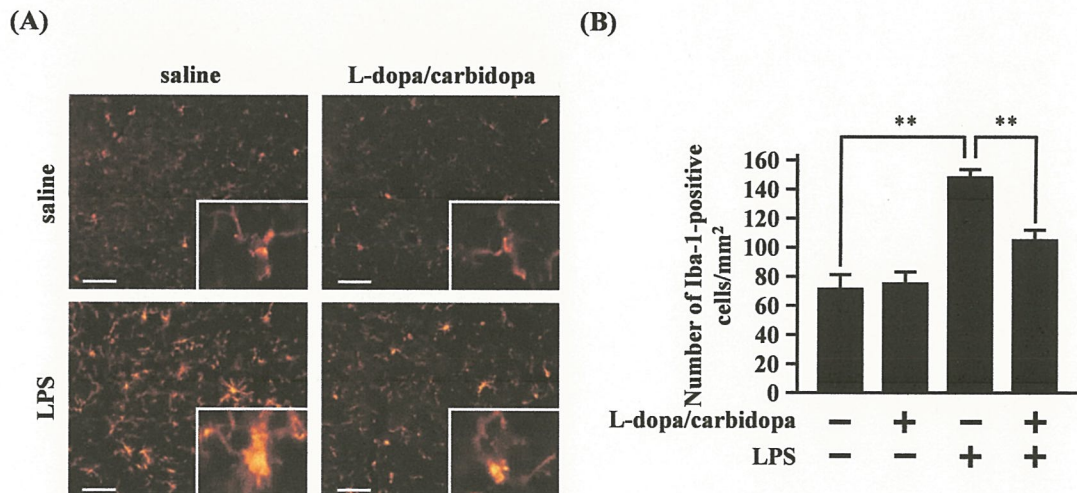 (A)
saline
L-dopa/carbidopa
saline
LPS
(B)
**
**
Number of Iba-1-positive
cells/mm²
160
140
120
100
80
60
40
20
0
L-dopa/carbidopa − + − +
LPS − − + +